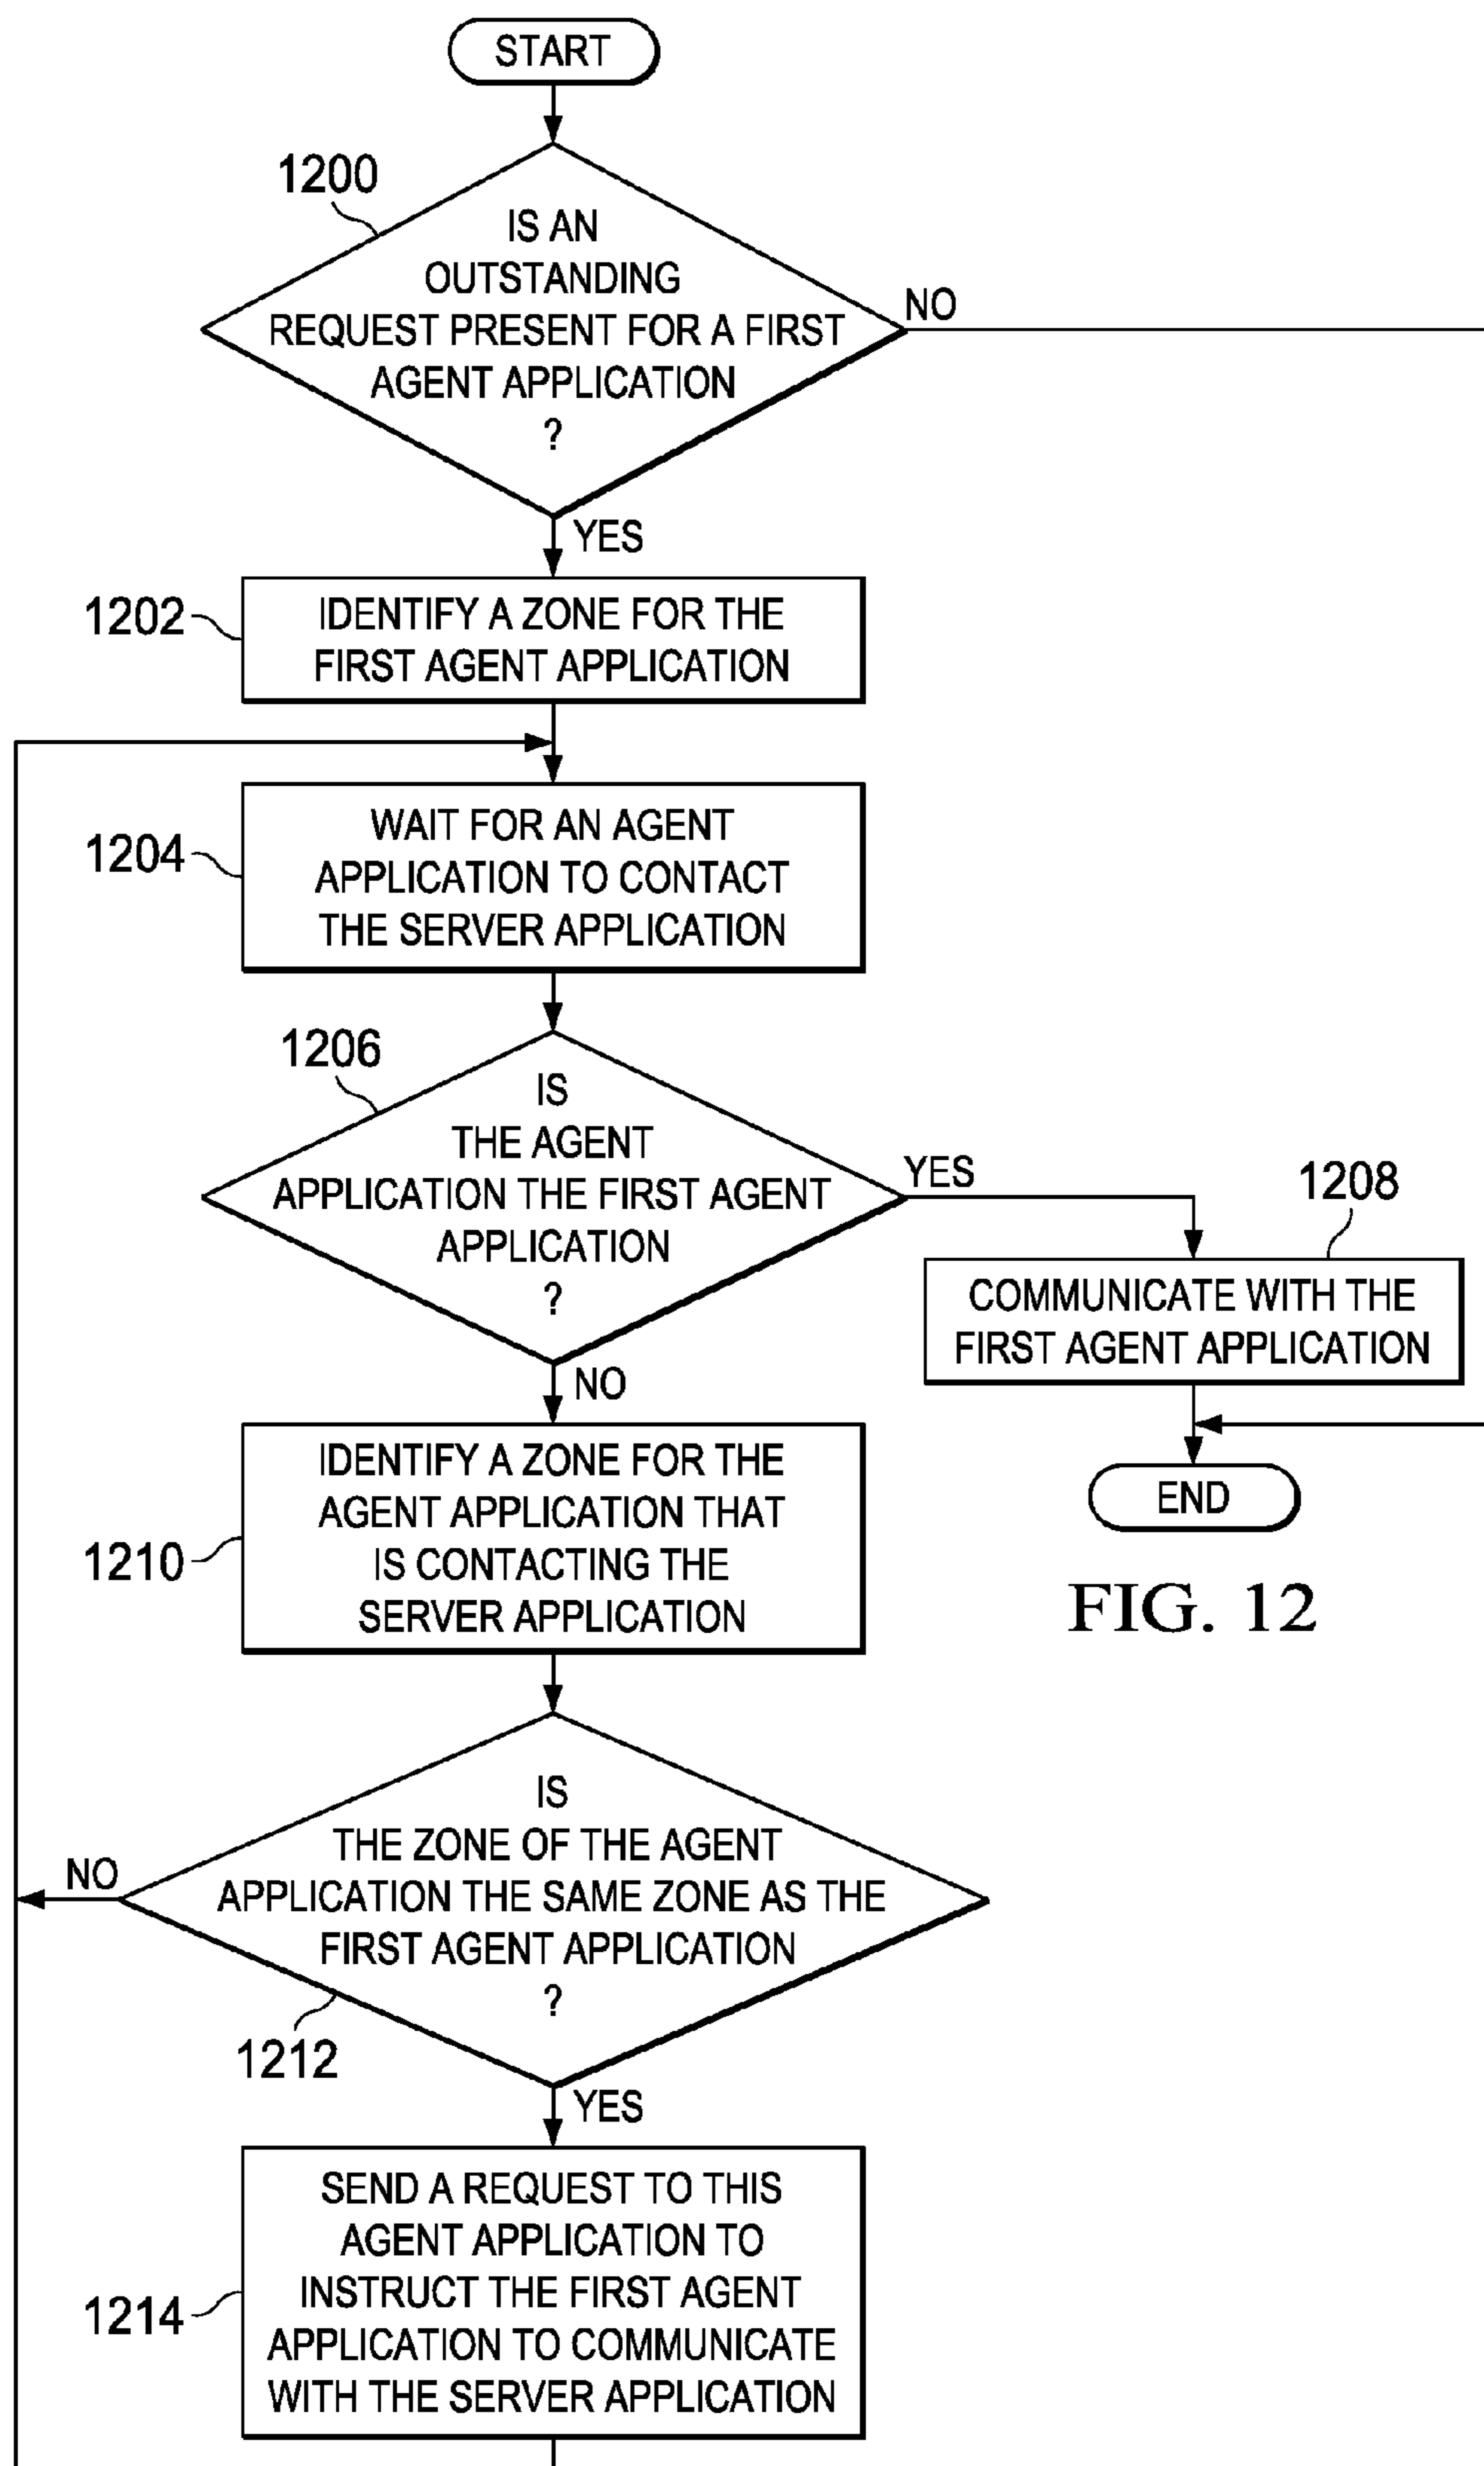 START
1200
IS AN
OUTSTANDING
REQUEST PRESENT FOR A FIRST
AGENT APPLICATION
?
NO
YES
1202
IDENTIFY A ZONE FOR THE
FIRST AGENT APPLICATION
1204
WAIT FOR AN AGENT
APPLICATION TO CONTACT
THE SERVER APPLICATION
1206
IS
THE AGENT
APPLICATION THE FIRST AGENT
APPLICATION
?
YES
1208
COMMUNICATE WITH THE
FIRST AGENT APPLICATION
NO
END
1210
IDENTIFY A ZONE FOR THE
AGENT APPLICATION THAT
IS CONTACTING THE
SERVER APPLICATION
FIG. 12
IS
THE ZONE OF THE AGENT
APPLICATION THE SAME ZONE AS THE
FIRST AGENT APPLICATION
?
NO
1212
YES
1214
SEND A REQUEST TO THIS
AGENT APPLICATION TO
INSTRUCT THE FIRST AGENT
APPLICATION TO COMMUNICATE
WITH THE SERVER APPLICATION